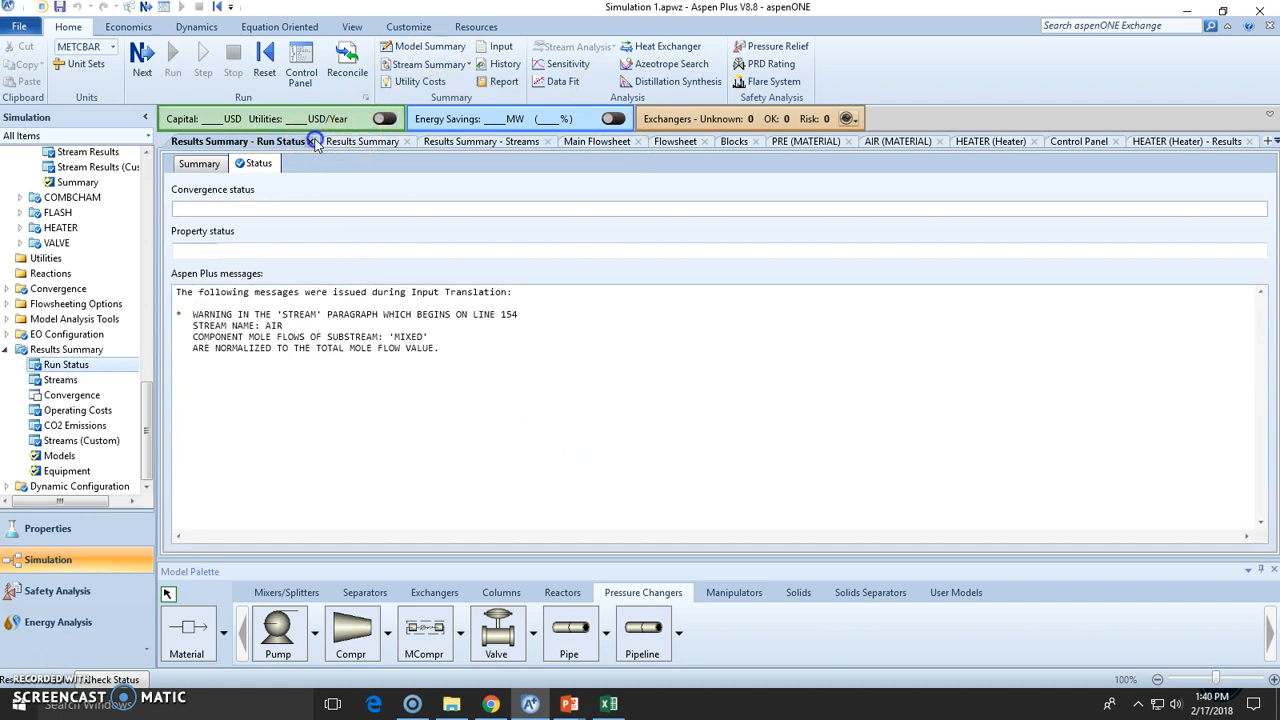 Simulation 1.apwz - Aspen Plus V8.8 - aspenONE
File Home Economics Dynamics Equation Oriented View Customize Resources Search aspenONE Exchange
Cut METCBAR Model Summary Input Stream Analysis Heat Exchanger Pressure Relief
Copy Unit Sets Next Run Step Stop Reset Control Panel Reconcile Stream Summary History Sensitivity Azeotrope Search PRD Rating
Paste Utility Costs Report Data Fit Distillation Synthesis Flare System
Clipboard Units Run Summary Analysis Safety Analysis
Simulation Capital: ____ USD Utilities: ____ USD/Year Energy Savings: ____ MW (____ %) Exchangers - Unknown: 0 OK: 0 Risk: 0
All Items Results Summary - Run Status Results Summary Results Summary - Streams Main Flowsheet Flowsheet Blocks PRE (MATERIAL) AIR (MATERIAL) HEATER (Heater) Control Panel HEATER (Heater) - Results
Stream Results
Stream Results (Cus
Summary
COMBCHAM
FLASH
HEATER
VALVE
Utilities
Reactions
Convergence
Flowsheeting Options
Model Analysis Tools
EO Configuration
Results Summary
Run Status
Streams
Convergence
Operating Costs
CO2 Emissions
Streams (Custom)
Models
Equipment
Dynamic Configuration
Properties
Simulation
Safety Analysis
Energy Analysis
Summary Status
Convergence status
Property status
Aspen Plus messages:
The following messages were issued during Input Translation:
* WARNING IN THE 'STREAM' PARAGRAPH WHICH BEGINS ON LINE 154
STREAM NAME: AIR
COMPONENT MOLE FLOWS OF SUBSTREAM: 'MIXED'
ARE NORMALIZED TO THE TOTAL MOLE FLOW VALUE.
Model Palette
Mixers/Splitters Separators Exchangers Columns Reactors Pressure Changers Manipulators Solids Solids Separators User Models
Material Pump Compr MCompr Valve Pipe Pipeline
Check Status 100%
RECORDED WITH
SCREENCAST MATIC
1:40 PM
2/17/2018